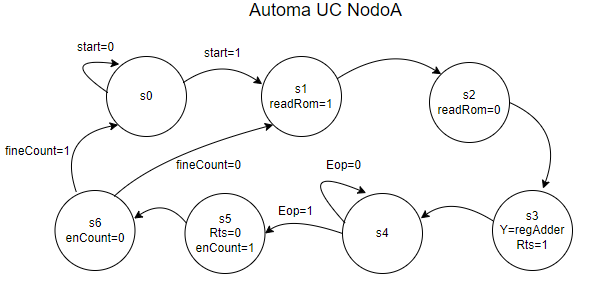 Automa UC NodoA
start=0
start=1
s0
s1
readRom=1
s2
readRom=0
fineCount=1
fineCount=0
Eop=0
Eop=1
s6
enCount=0
s5
Rts=0
enCount=1
s4
s3
Y=regAdder
Rts=1